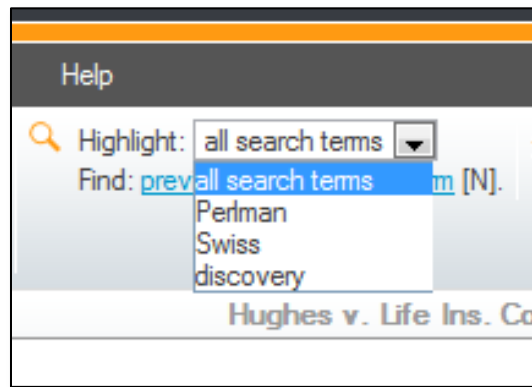 Help
Highlight: all search terms
Find: prev all search terms m [N].
Perlman
Swiss
discovery
Hughes v. Life Ins. Co